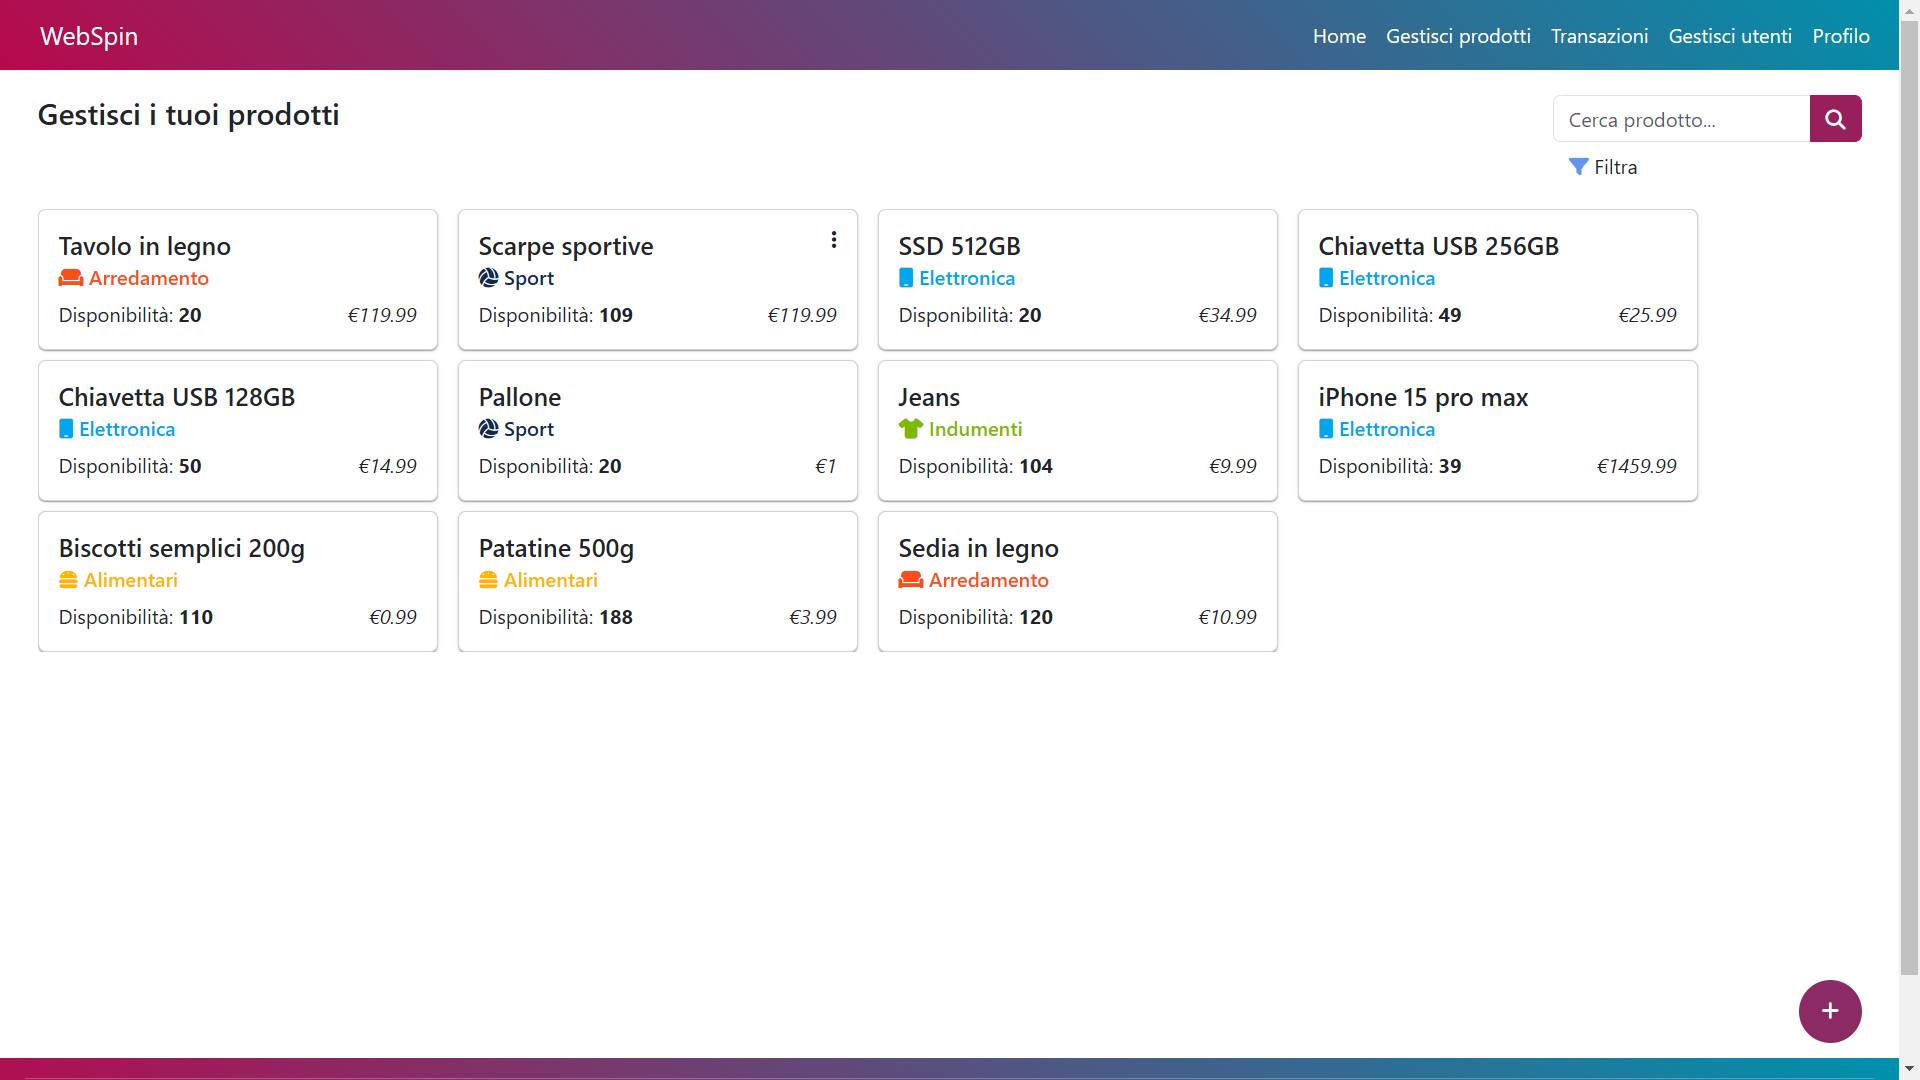 WebSpin
Home Gestisci prodotti Transazioni Gestisci utenti Profilo
Gestisci i tuoi prodotti
Cerca prodotto...
Filtra
Tavolo in legno
Arredamento
Disponibilità: 20 €119.99
Scarpe sportive
Sport
Disponibilità: 109 €119.99
SSD 512GB
Elettronica
Disponibilità: 20 €34.99
Chiavetta USB 256GB
Elettronica
Disponibilità: 49 €25.99
Chiavetta USB 128GB
Elettronica
Disponibilità: 50 €14.99
Pallone
Sport
Disponibilità: 20 €1
Jeans
Indumenti
Disponibilità: 104 €9.99
iPhone 15 pro max
Elettronica
Disponibilità: 39 €1459.99
Biscotti semplici 200g
Alimentari
Disponibilità: 110 €0.99
Patatine 500g
Alimentari
Disponibilità: 188 €3.99
Sedia in legno
Arredamento
Disponibilità: 120 €10.99
+